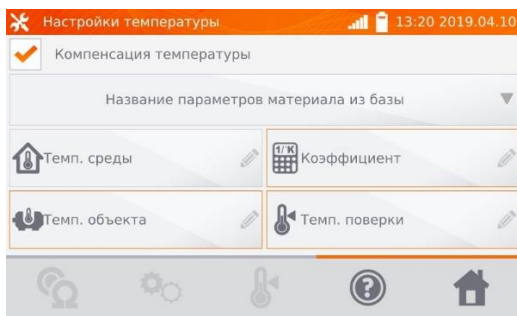 Настройки температуры 13:20 2019.04.10
Компенсация температуры
Название параметров материала из базы
Темп. среды
1/°K Коэффициент
Темп. объекта
Темп. поверки